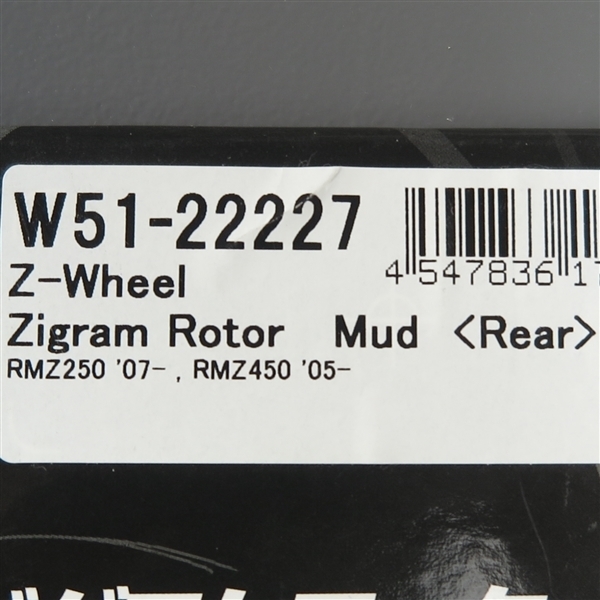 W51-22227
4 547836 17
Z-Wheel
Zigram Rotor Mud <Rear>
RMZ250 '07- , RMZ450 '05-